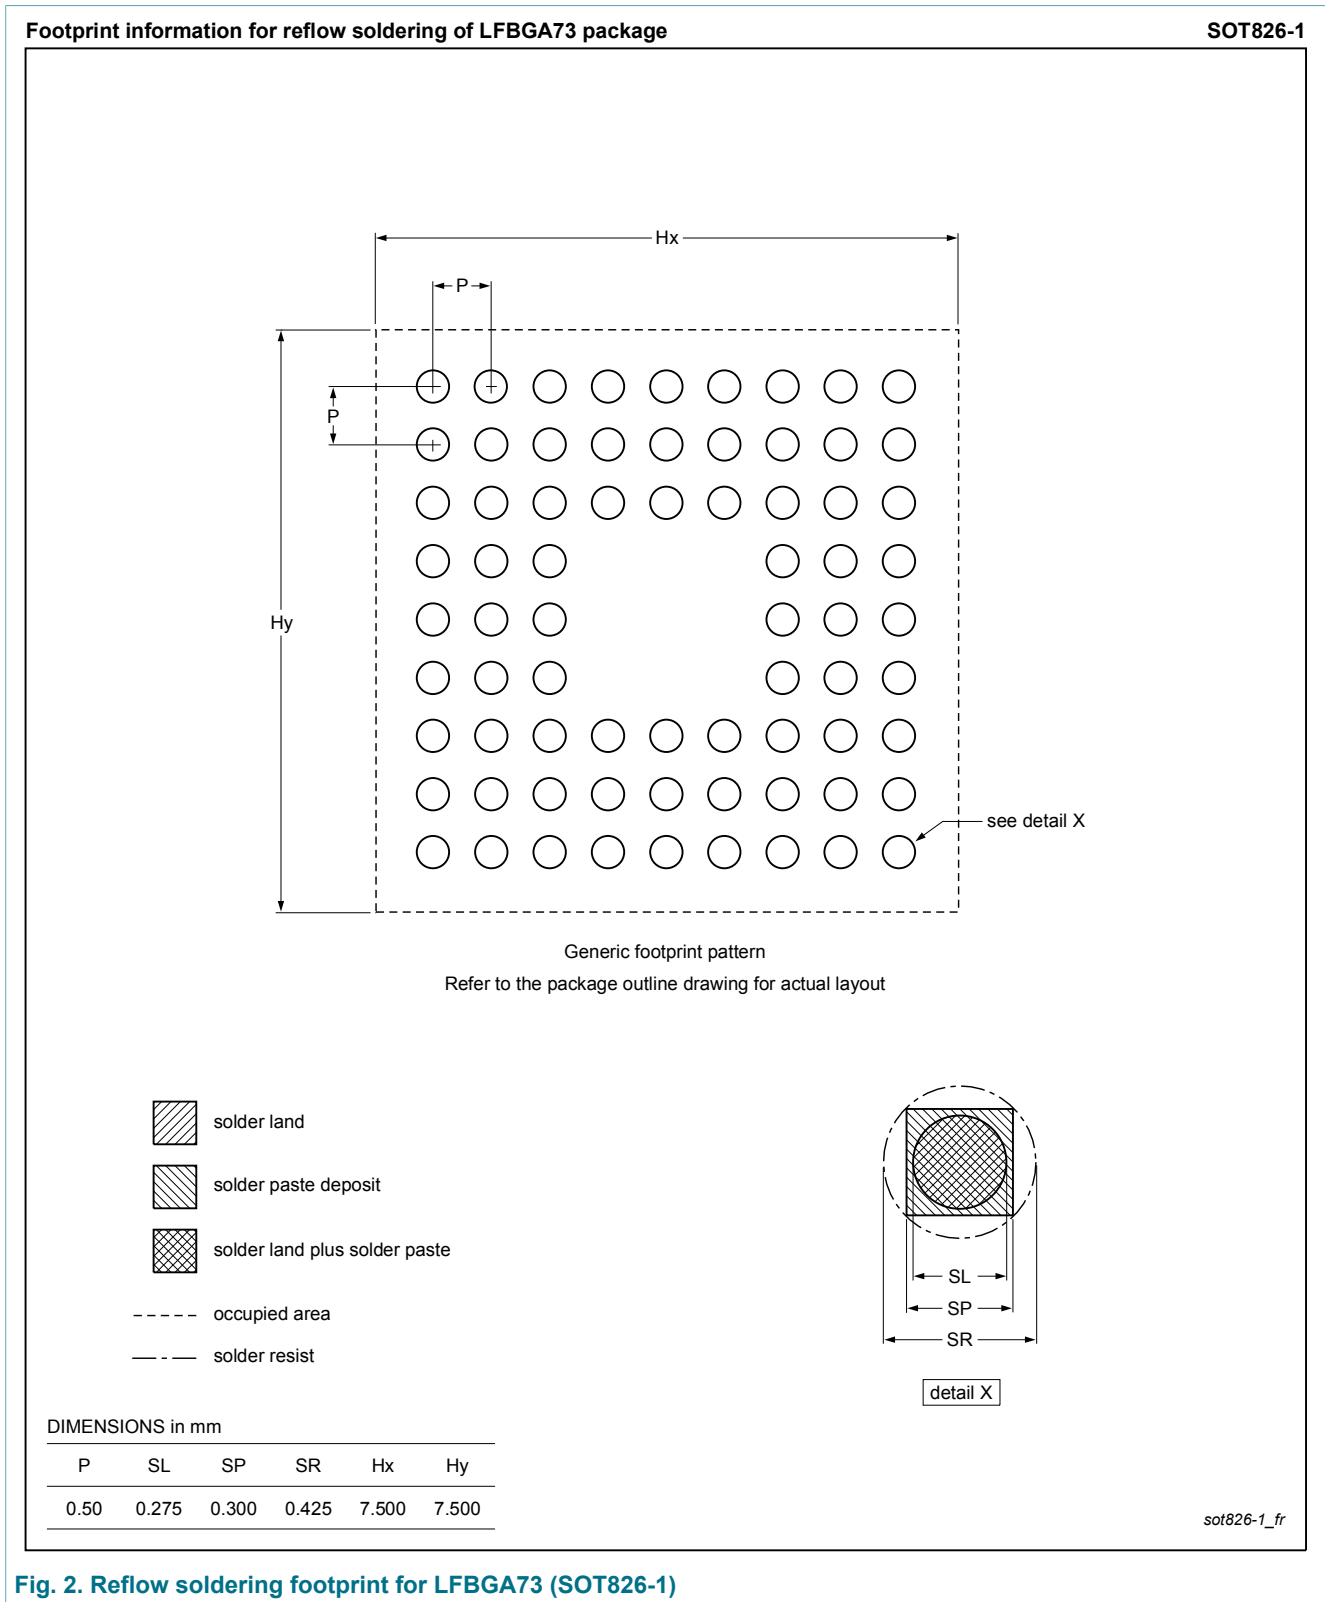 Footprint information for reflow soldering of LFBGA73 package SOT826-1
Hx
P
P
Hy
see detail X
Generic footprint pattern
Refer to the package outline drawing for actual layout
solder land
solder paste deposit
solder land plus solder paste
occupied area
solder resist
SL
SP
SR
detail X
DIMENSIONS in mm
P SL SP SR Hx Hy
0.50 0.275 0.300 0.425 7.500 7.500
sot826-1_fr
Fig. 2. Reflow soldering footprint for LFBGA73 (SOT826-1)